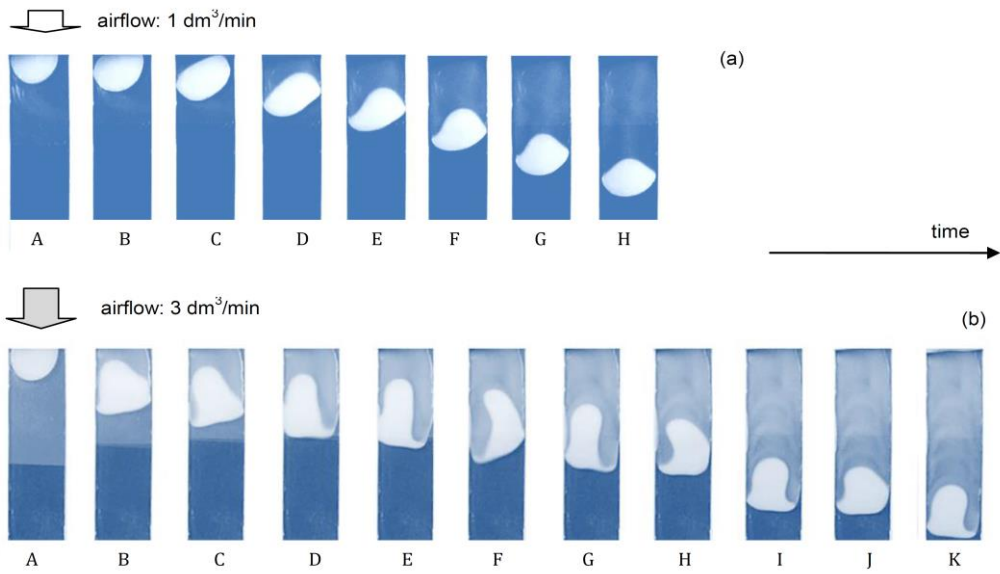 airflow: 1 dm³/min
(a)
A B C D E F G H
time
airflow: 3 dm³/min
(b)
A B C D E F G H I J K